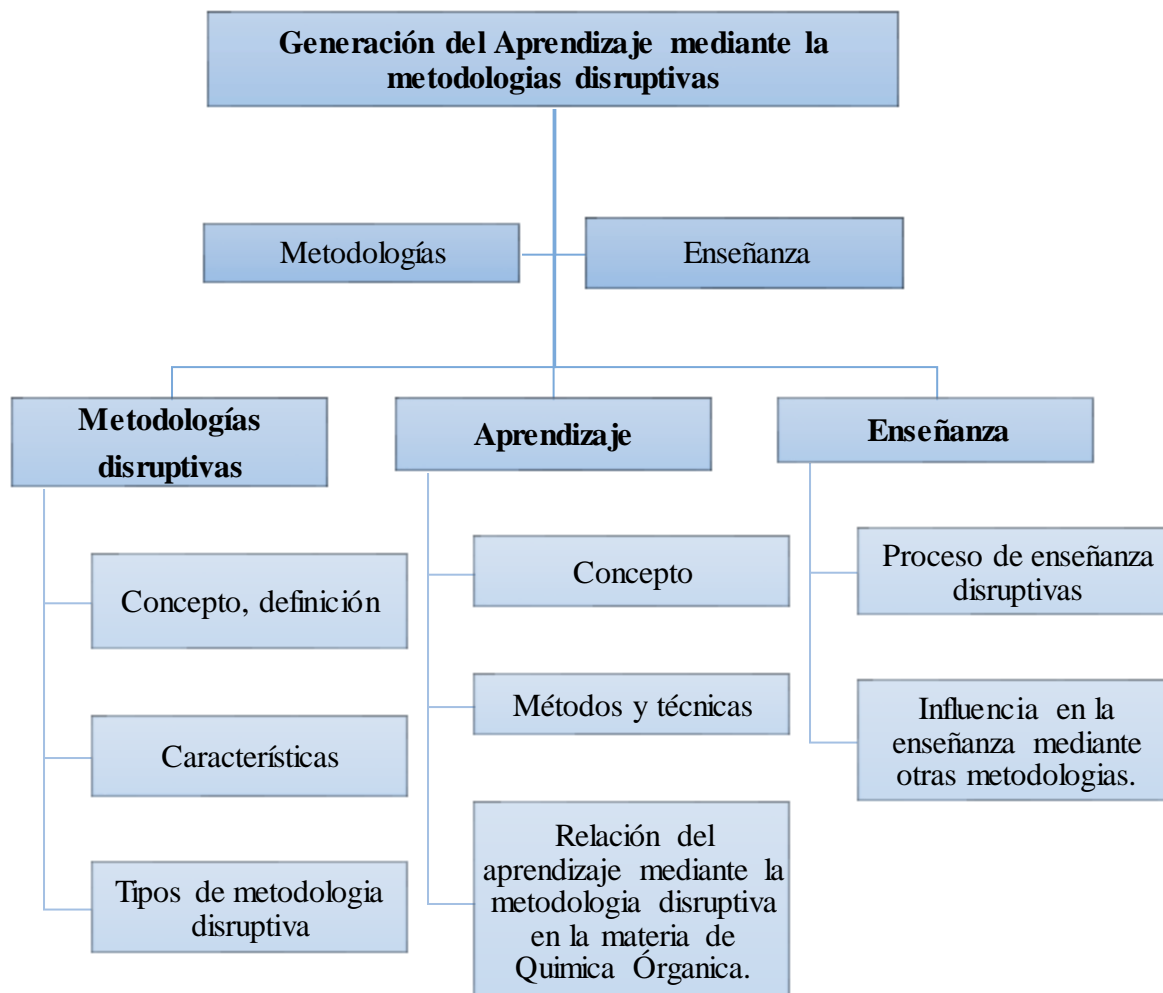 Generación del Aprendizaje mediante la
metodologias disruptivas
Metodologías
Enseñanza
Metodologías
disruptivas
Concepto, definición
Características
Tipos de metodologia
disruptiva
Aprendizaje
Concepto
Métodos y técnicas
Relación del
aprendizaje mediante la
metodologia disruptiva
en la materia de
Quimica Órganica.
Enseñanza
Proceso de enseñanza
disruptivas
Influencia en la
enseñanza mediante
otras metodologias.